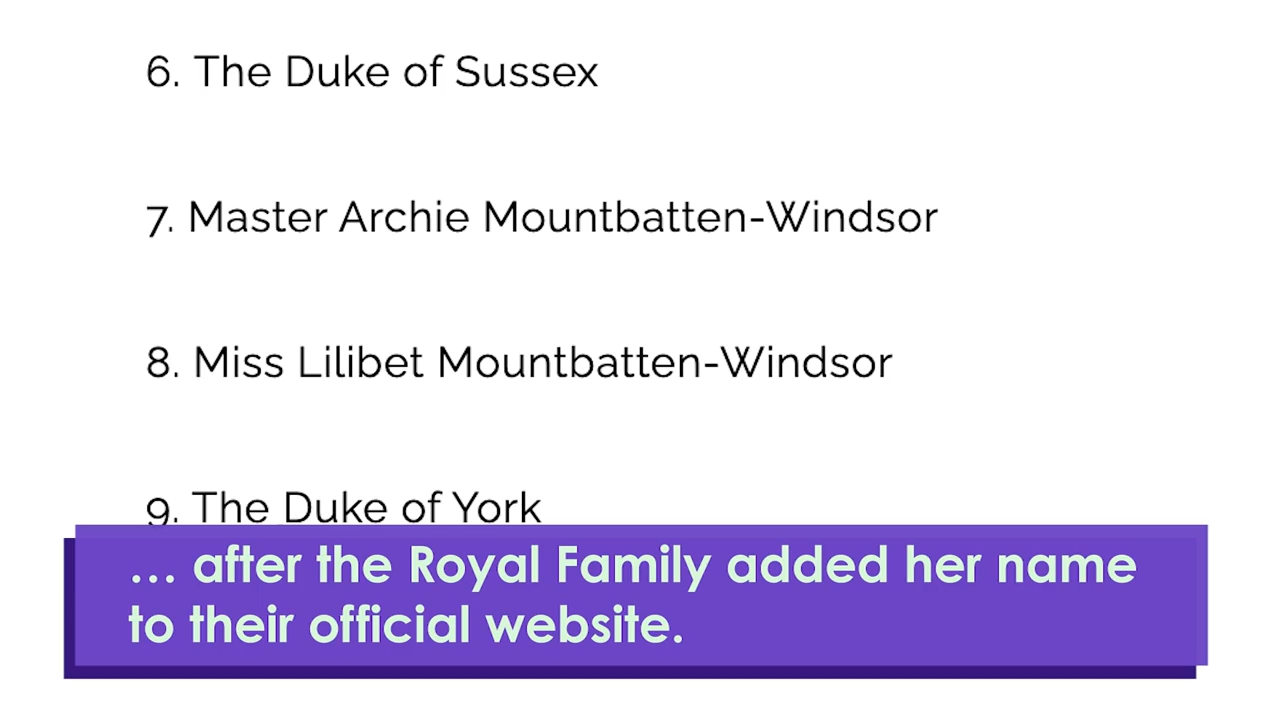 6. The Duke of Sussex
7. Master Archie Mountbatten-Windsor
8. Miss Lilibet Mountbatten-Windsor
9. The Duke of York
... after the Royal Family added her name
to their official website.